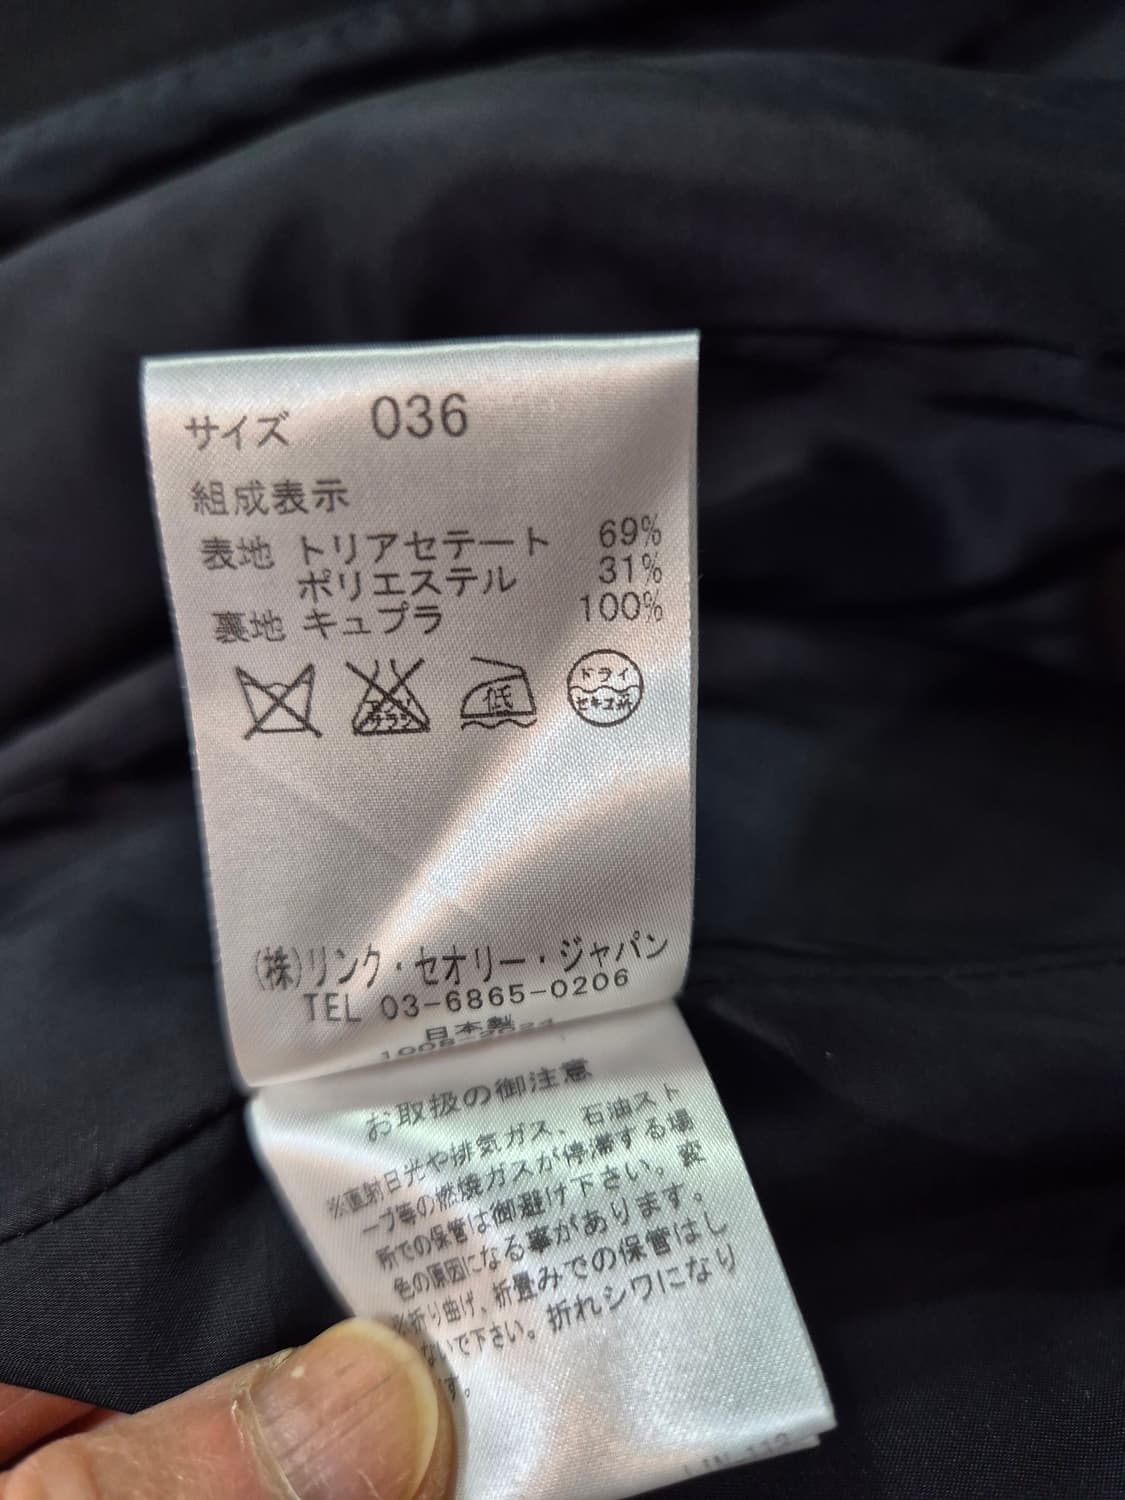 サイズ 036
組成表示
表地 トリアセテート 69%
ポリエステル 31%
裏地 キュプラ 100%
低
ドライ
セキユ系
(株)リンク・セオリー・ジャパン
TEL 03-6865-0206
日本製
お取扱の御注意
※直射日光や排気ガス、石油スト
ーブ等の燃焼ガスが停滞する場
所での保管は御避け下さい。変
色の原因になる事があります。
※折り曲げ、折畳みでの保管はし
ないで下さい。折れシワになり
す。